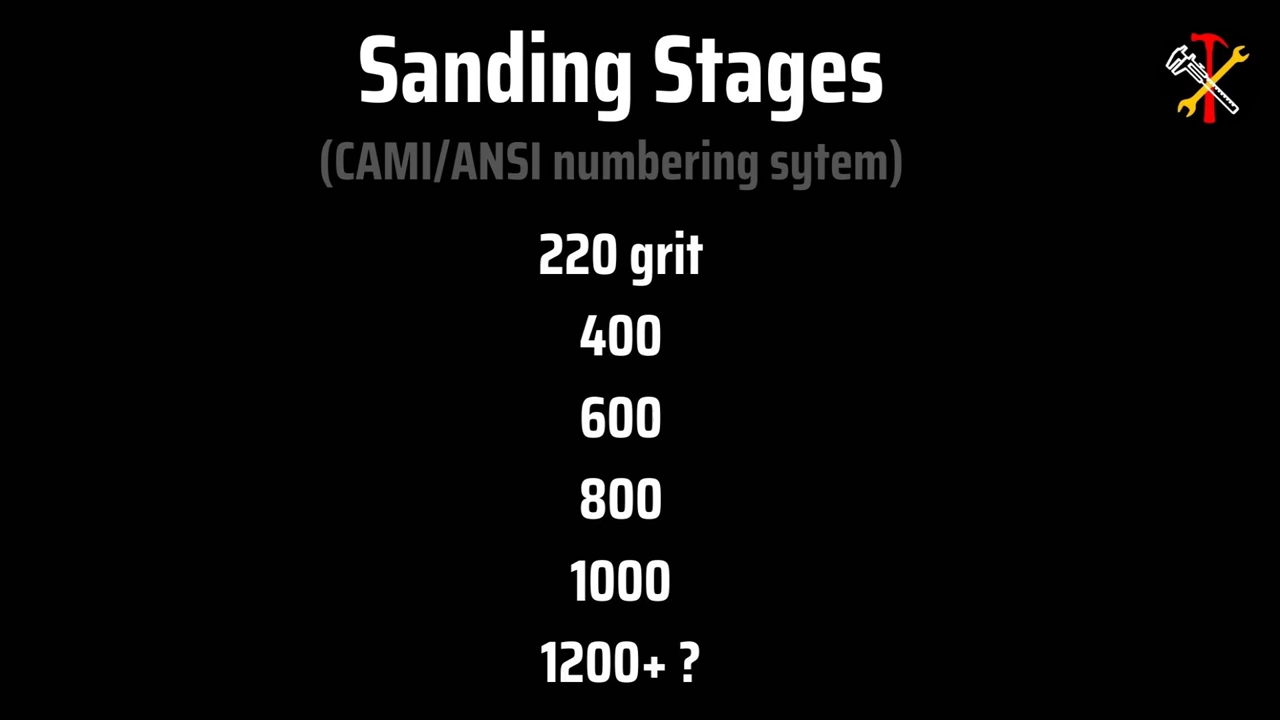 Sanding Stages
(CAMI/ANSI numbering sytem)
220 grit
400
600
800
1000
1200+ ?